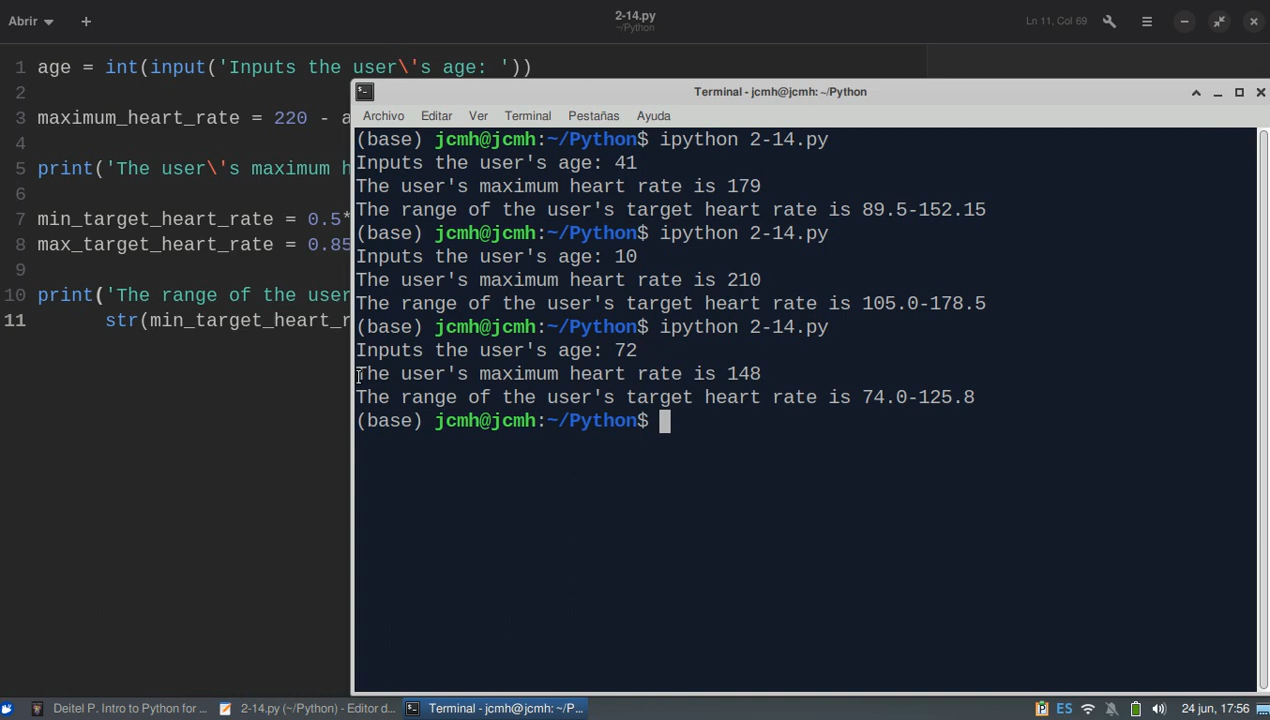 Abrir
2-14.py
~/Python
Ln 11, Col 69
1 age = int(input('Inputs the user\'s age: '))
2
3 maximum_heart_rate = 220 - a
4
5 print('The user\'s maximum h
6
7 min_target_heart_rate = 0.5*
8 max_target_heart_rate = 0.85
9
10 print('The range of the user
11 str(min_target_heart_r
Terminal - jcmh@jcmh: ~/Python
Archivo Editar Ver Terminal Pestañas Ayuda
(base) jcmh@jcmh:~/Python$ ipython 2-14.py
Inputs the user's age: 41
The user's maximum heart rate is 179
The range of the user's target heart rate is 89.5-152.15
(base) jcmh@jcmh:~/Python$ ipython 2-14.py
Inputs the user's age: 10
The user's maximum heart rate is 210
The range of the user's target heart rate is 105.0-178.5
(base) jcmh@jcmh:~/Python$ ipython 2-14.py
Inputs the user's age: 72
The user's maximum heart rate is 148
The range of the user's target heart rate is 74.0-125.8
(base) jcmh@jcmh:~/Python$
Deitel P. Intro to Python for ... 2-14.py (~/Python) - Editor d... Terminal - jcmh@jcmh: ~/P... ES 24 jun, 17:56